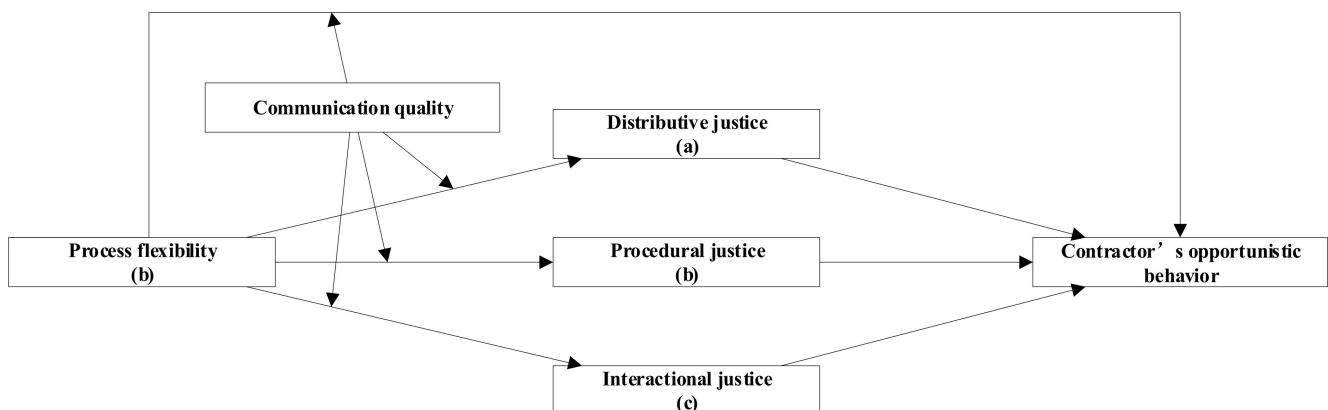 Communication quality
Distributive justice
(a)
Process flexibility
(b)
Procedural justice
(b)
Contractor’s opportunistic
behavior
Interactional justice
(c)